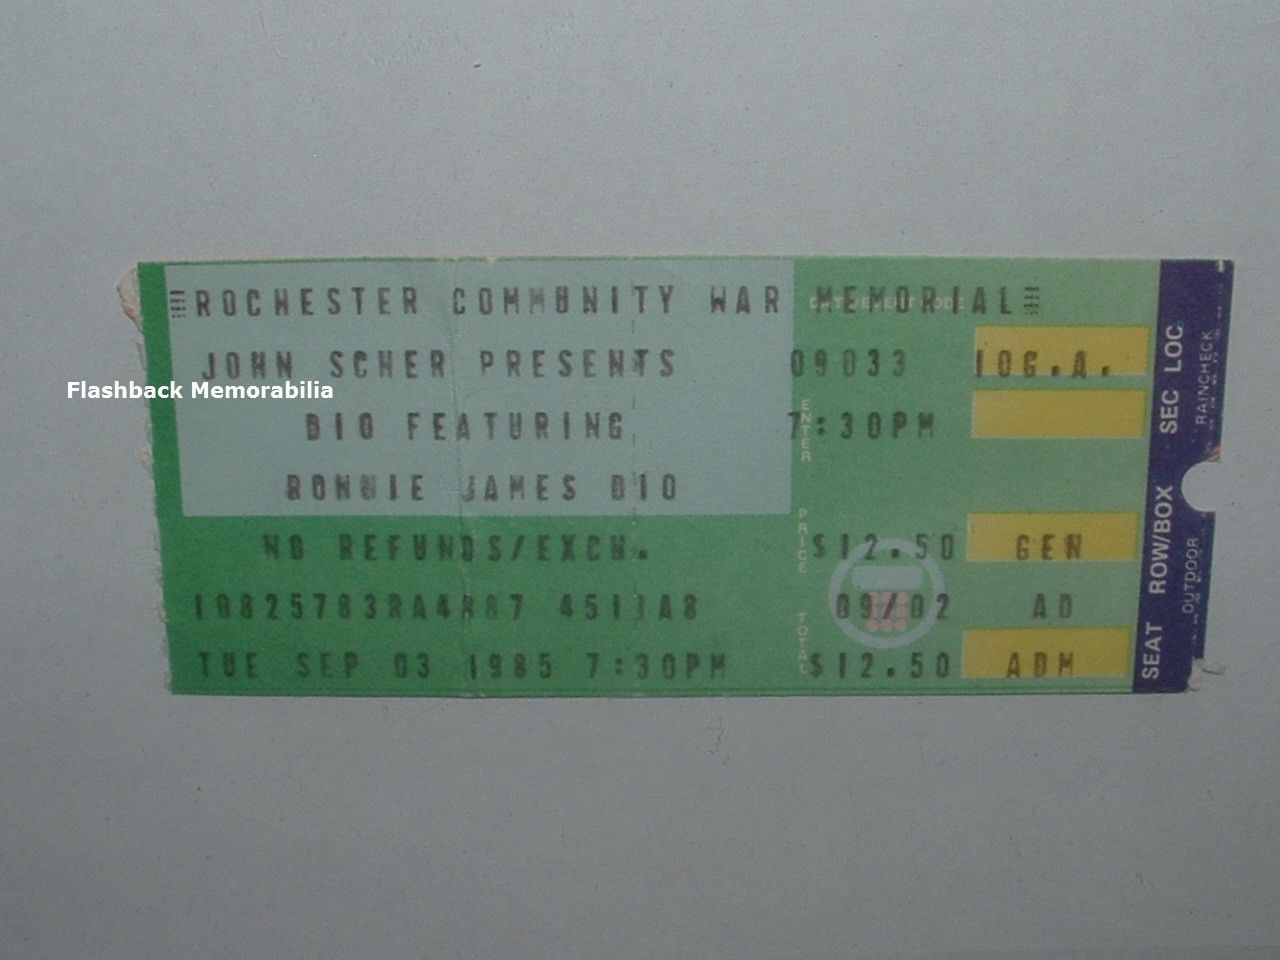 ROCHESTER COMMUNITY WAR MEMORIAL
JOHN SCHER PRESENTS 09033 10G.A.
Flashback Memorabilia
DIO FEATURING 7:30PM
ENTER
RONNIE JAMES DIO
NO REFUNDS/EXCH. PRICE $12.50 GEN
10825783RA4887 4511A8 09/02 AD
TUE SEP 03 1985 7:30PM TOTAL $12.50 ADM
SEAT ROW/BOX SEC LOC
OUTDOOR RAINCHECK